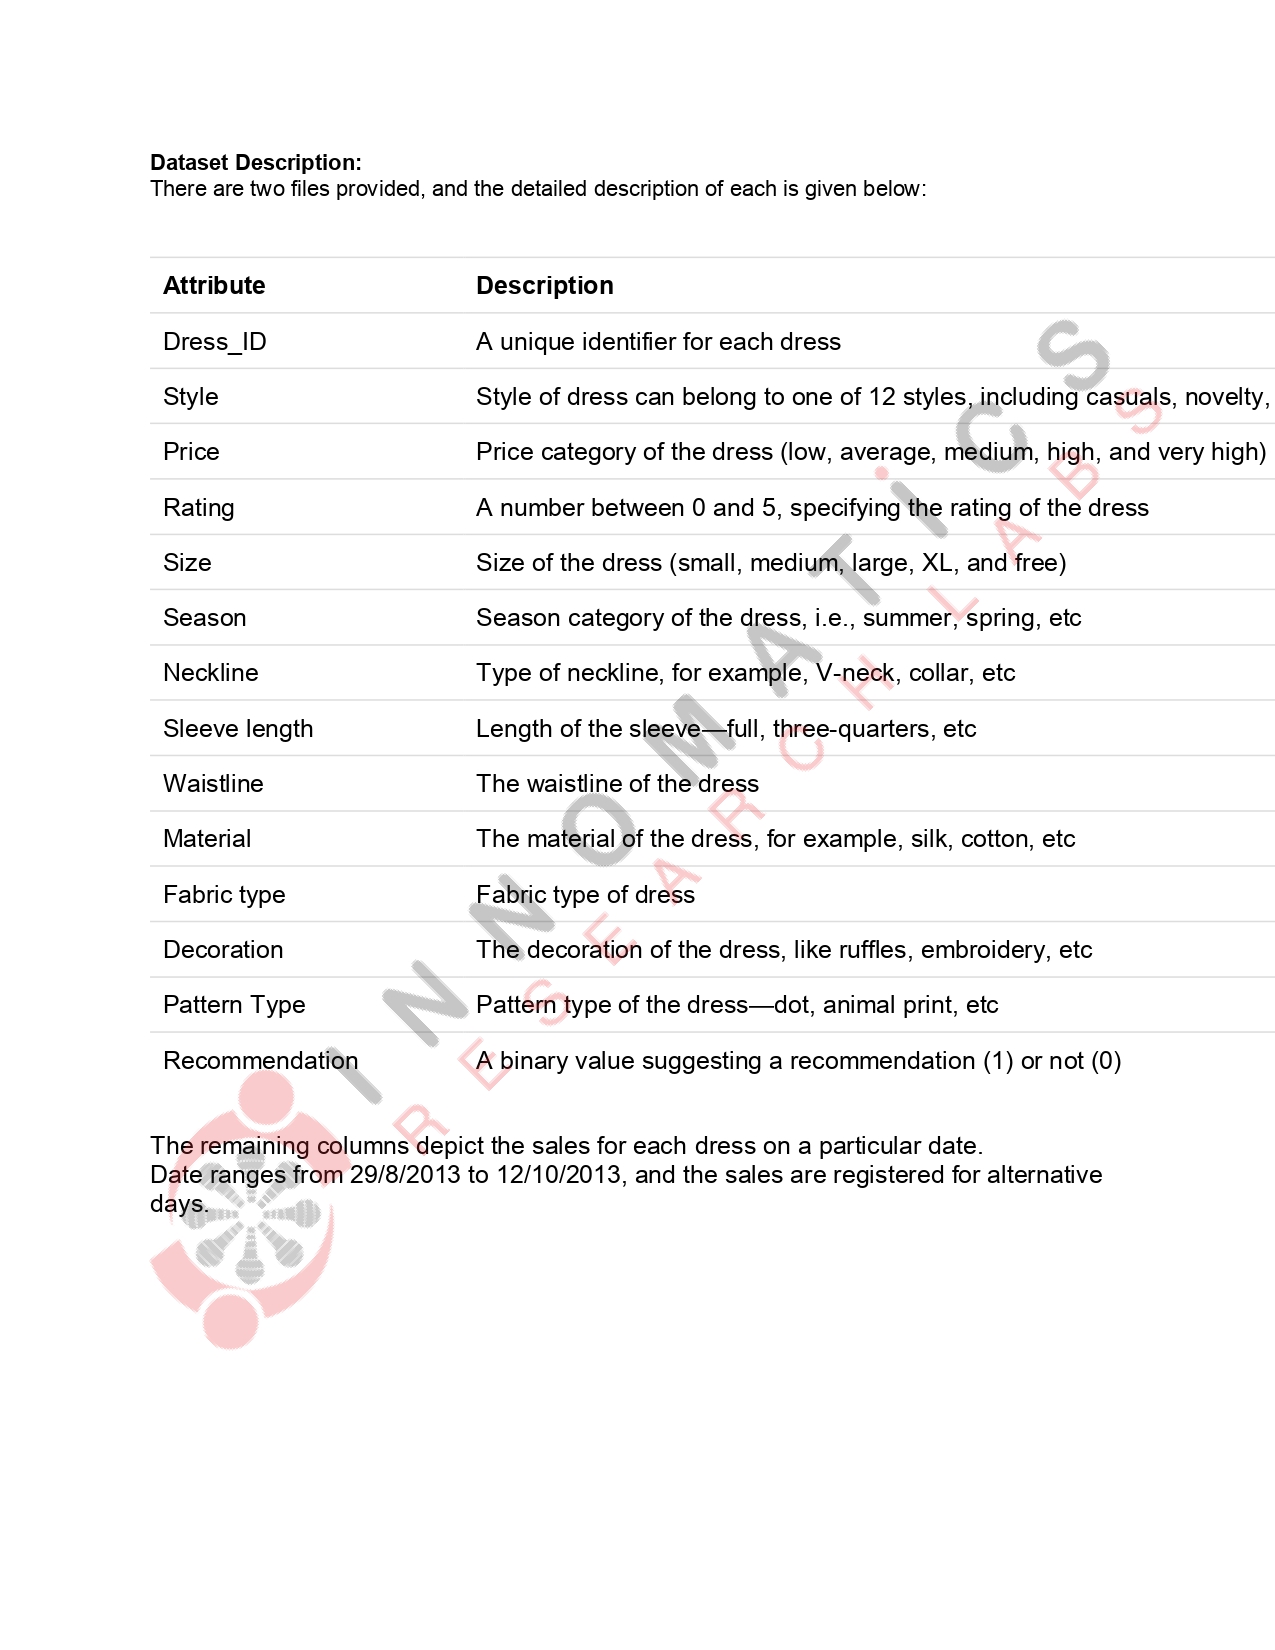 Dataset Description:
There are two files provided, and the detailed description of each is given below:
Attribute Description
Dress_ID A unique identifier for each dress
Style Style of dress can belong to one of 12 styles, including casuals, novelty,
Price Price category of the dress (low, average, medium, high, and very high)
Rating A number between 0 and 5, specifying the rating of the dress
Size Size of the dress (small, medium, large, XL, and free)
Season Season category of the dress, i.e., summer, spring, etc
Neckline Type of neckline, for example, V-neck, collar, etc
Sleeve length Length of the sleeve—full, three-quarters, etc
Waistline The waistline of the dress
Material The material of the dress, for example, silk, cotton, etc
Fabric type Fabric type of dress
Decoration The decoration of the dress, like ruffles, embroidery, etc
Pattern Type Pattern type of the dress—dot, animal print, etc
Recommendation A binary value suggesting a recommendation (1) or not (0)
The remaining columns depict the sales for each dress on a particular date.
Date ranges from 29/8/2013 to 12/10/2013, and the sales are registered for alternative
days.
INNOMATiCS
RESEARCH LABS